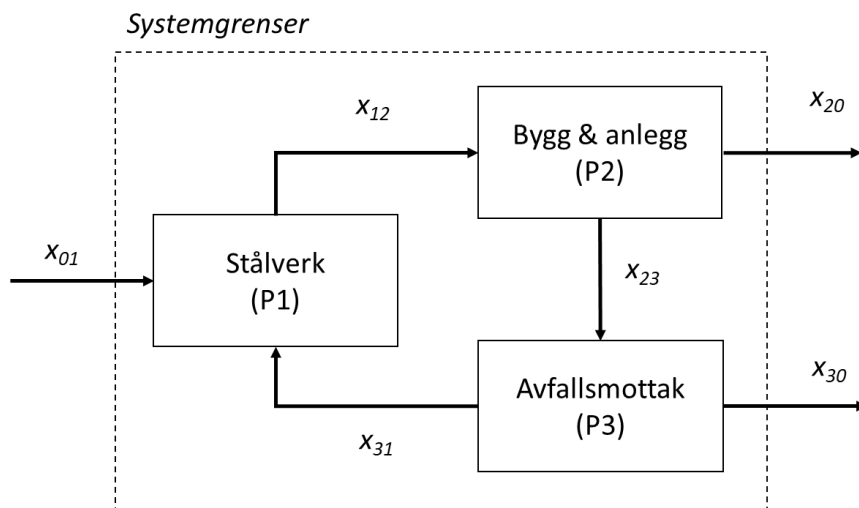 Systemgrenser
x12
x20
Bygg & anlegg
(P2)
x01
Stålverk
(P1)
x23
Avfallsmottak
(P3)
x30
x31